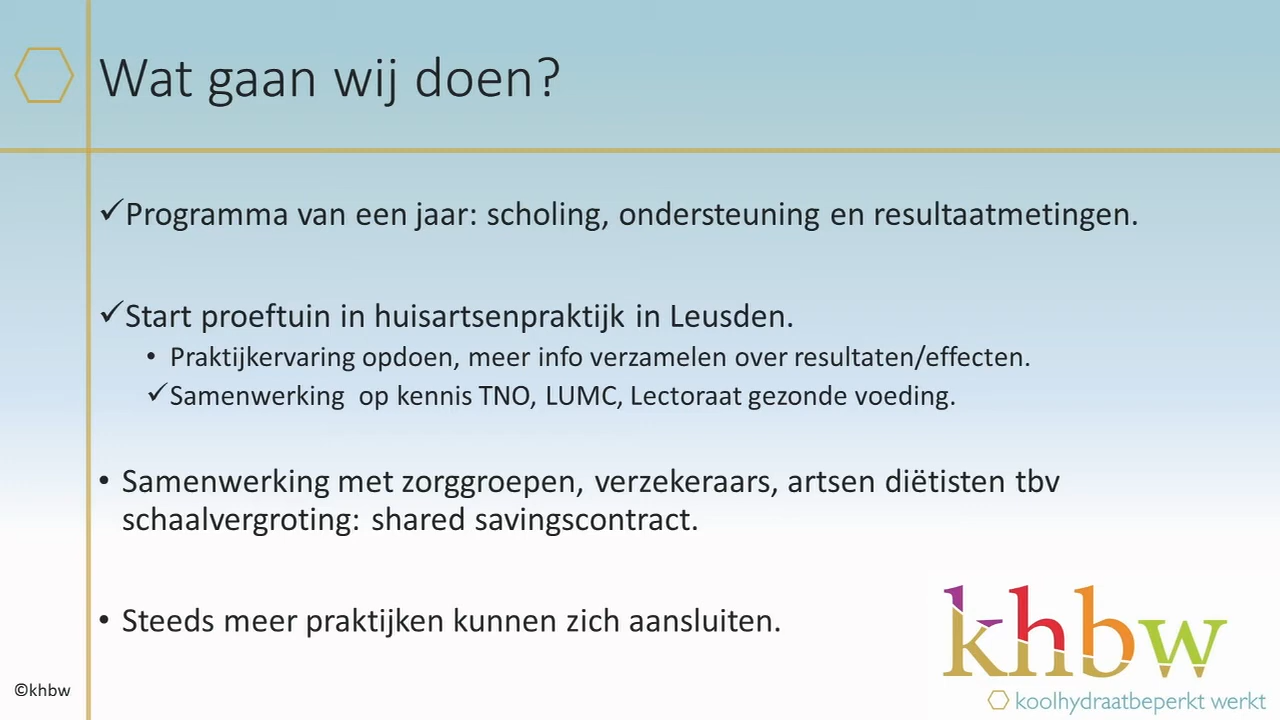 Wat gaan wij doen?
✓Programma van een jaar: scholing, ondersteuning en resultaatmetingen.
✓Start proeftuin in huisartsenpraktijk in Leusden.
• Praktijkervaring opdoen, meer info verzamelen over resultaten/effecten.
✓Samenwerking op kennis TNO, LUMC, Lectoraat gezonde voeding.
• Samenwerking met zorggroepen, verzekeraars, artsen diëtisten tbv
schaalvergroting: shared savingscontract.
• Steeds meer praktijken kunnen zich aansluiten.
khbw
koolhydraatbeperkt werkt
©khbw